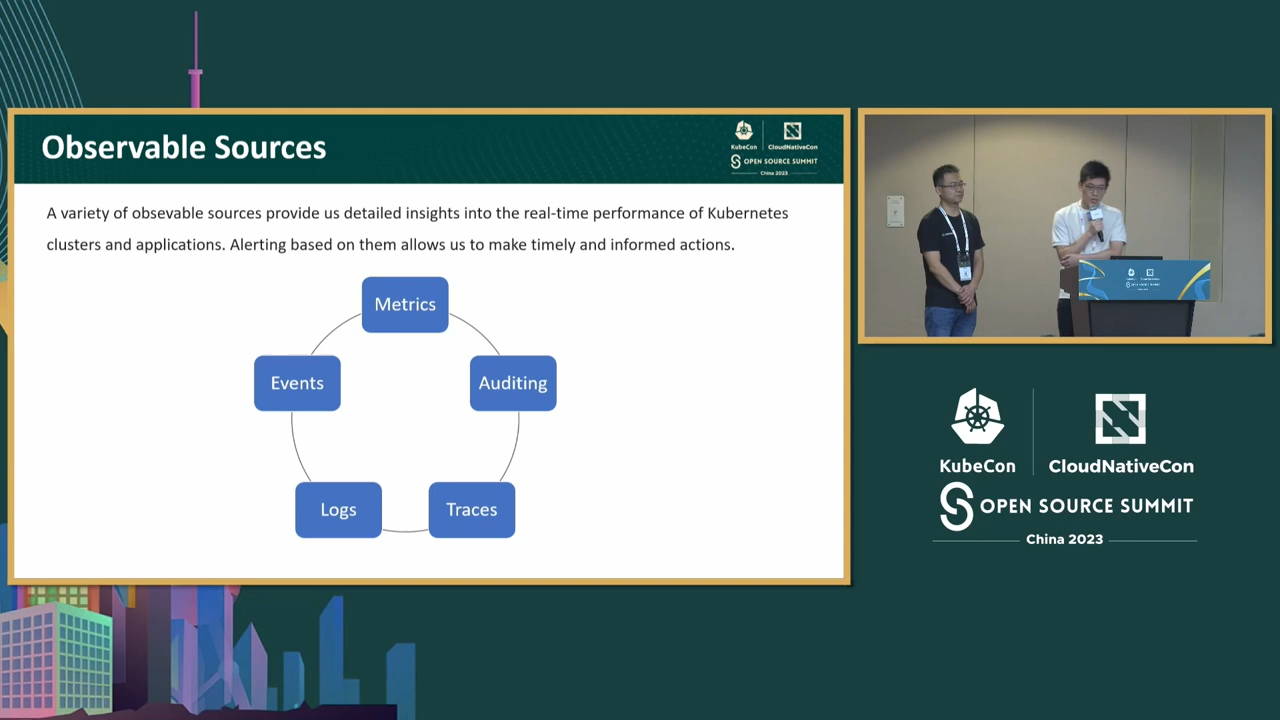 Observable Sources
KubeCon
CloudNativeCon
OPEN SOURCE SUMMIT
China 2023
A variety of obsevable sources provide us detailed insights into the real-time performance of Kubernetes
clusters and applications. Alerting based on them allows us to make timely and informed actions.
Metrics
Events
Auditing
Logs
Traces
KubeCon
CloudNativeCon
OPEN SOURCE SUMMIT
China 2023